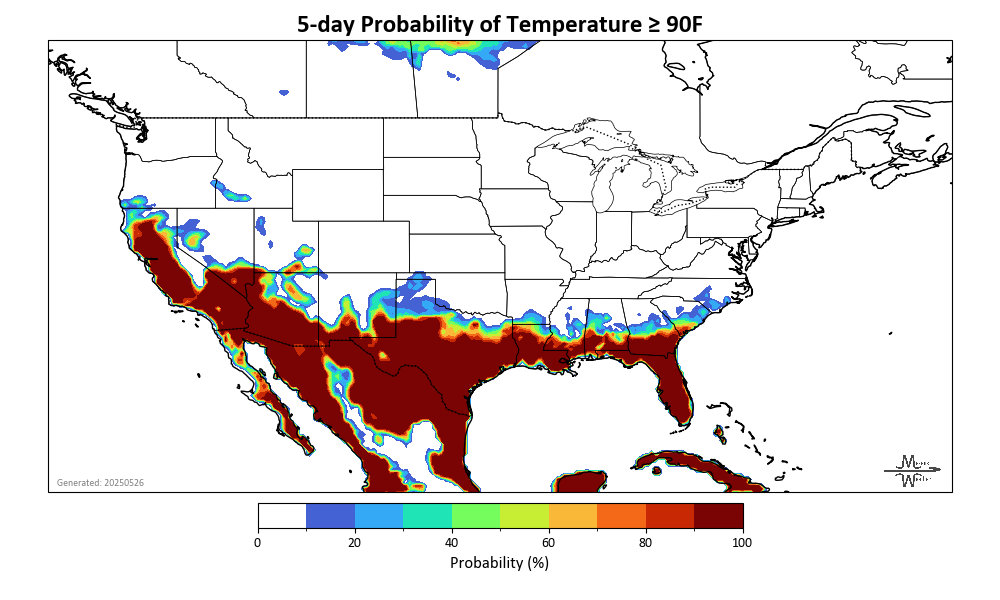 5-day Probability of Temperature ≥ 90F
Generated: 20250526
0 20 40 60 80 100
Probability (%)